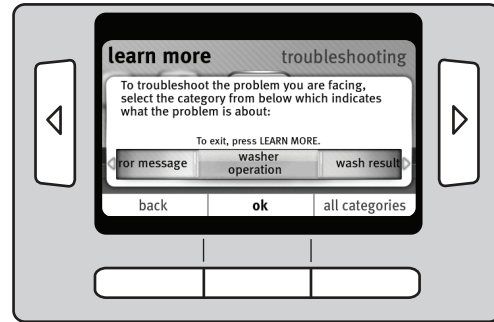 learn more troubleshooting
To troubleshoot the problem you are facing,
select the category from below which indicates
what the problem is about:
To exit, press LEARN MORE.
ror message washer operation wash result
back ok all categories